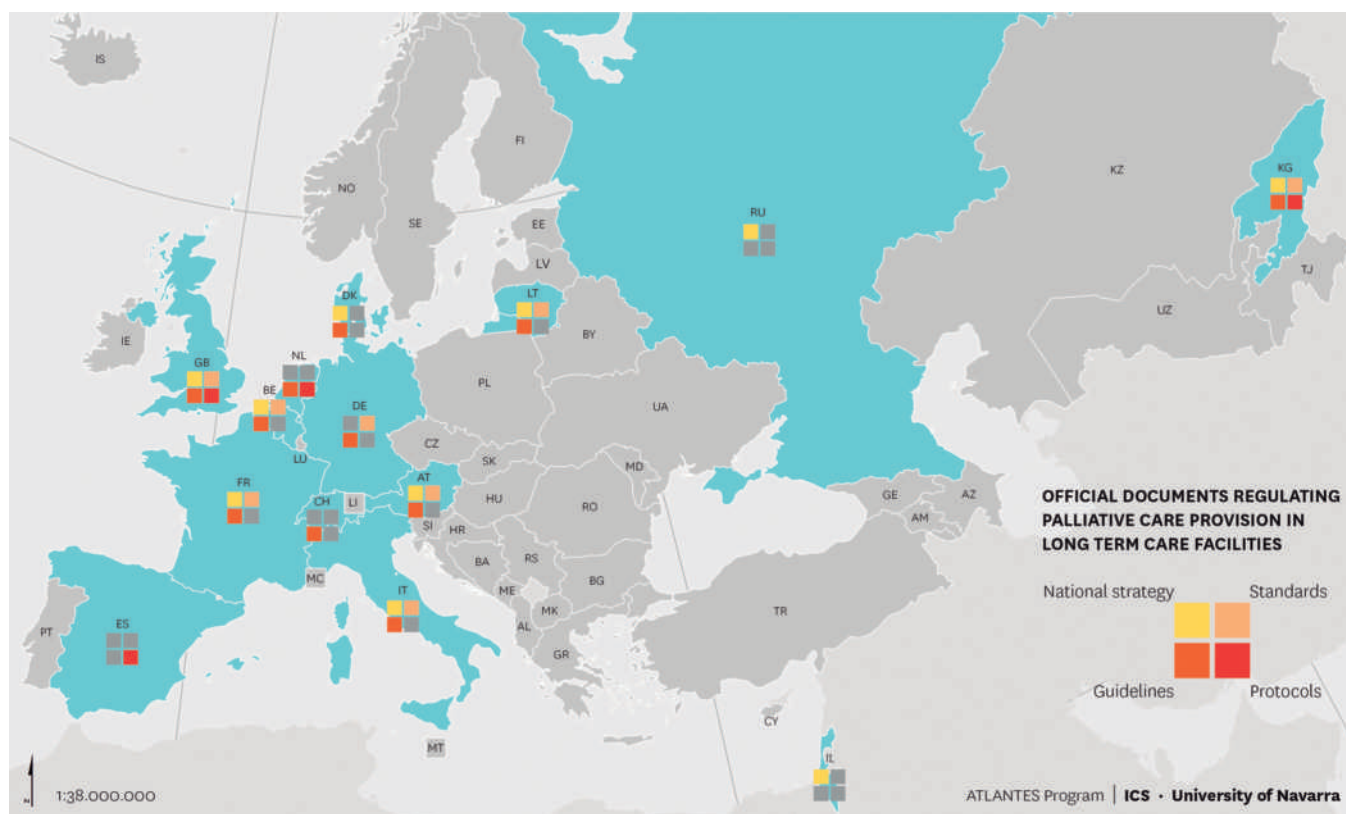 IS
FI
NO
SE
RU
KZ
KG
EE
LV
TJ
DK
LT
UZ
IE
BY
GB
NL
BE
PL
DE
UA
CZ
LU
SK
MD
FR
AT
CH
LI
HU
RO
GE
AZ
SI
HR
AM
BA
RS
MC
ME
BG
IT
MK
TR
PT
ES
AL
GR
CY
MT
IL
OFFICIAL DOCUMENTS REGULATING
PALLIATIVE CARE PROVISION IN
LONG TERM CARE FACILITIES
National strategy
Standards
Guidelines
Protocols
N
1:38.000.000
ATLANTES Program | ICS · University of Navarra